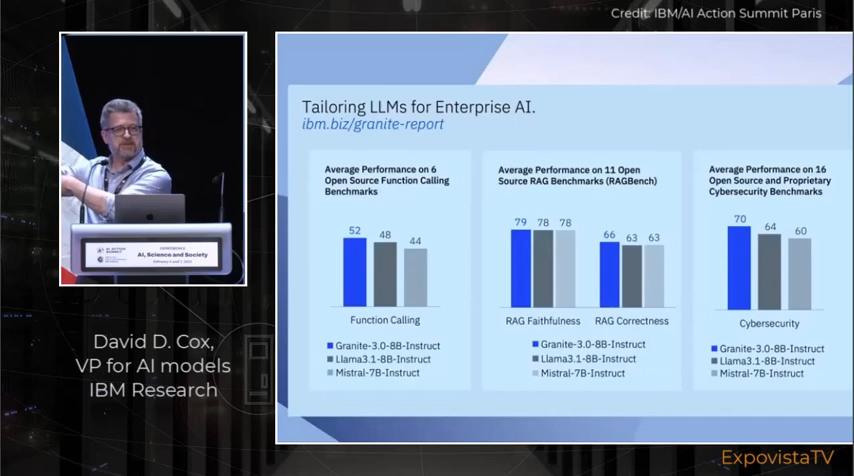 Credit: IBM/AI Action Summit Paris
Tailoring LLMs for Enterprise AI.
ibm.biz/granite-report
Average Performance on 6
Open Source Function Calling
Benchmarks
52
48
44
Function Calling
Granite-3.0-8B-Instruct
Llama3.1-8B-Instruct
Mistral-7B-Instruct
Average Performance on 11 Open
Source RAG Benchmarks (RAGBench)
79 78 78
66 63 63
RAG Faithfulness RAG Correctness
Granite-3.0-8B-Instruct
Llama3.1-8B-Instruct
Mistral-7B-Instruct
Average Performance on 16
Open Source and Proprietary
Cybersecurity Benchmarks
70
64
60
Cybersecurity
Granite-3.0-8B-Instruct
Llama3.1-8B-Instruct
Mistral-7B-Instruct
AI ACTION
SUMMIT
CONFERENCE
AI, Science and Society
David D. Cox,
VP for AI models
IBM Research
ExpovistaTV